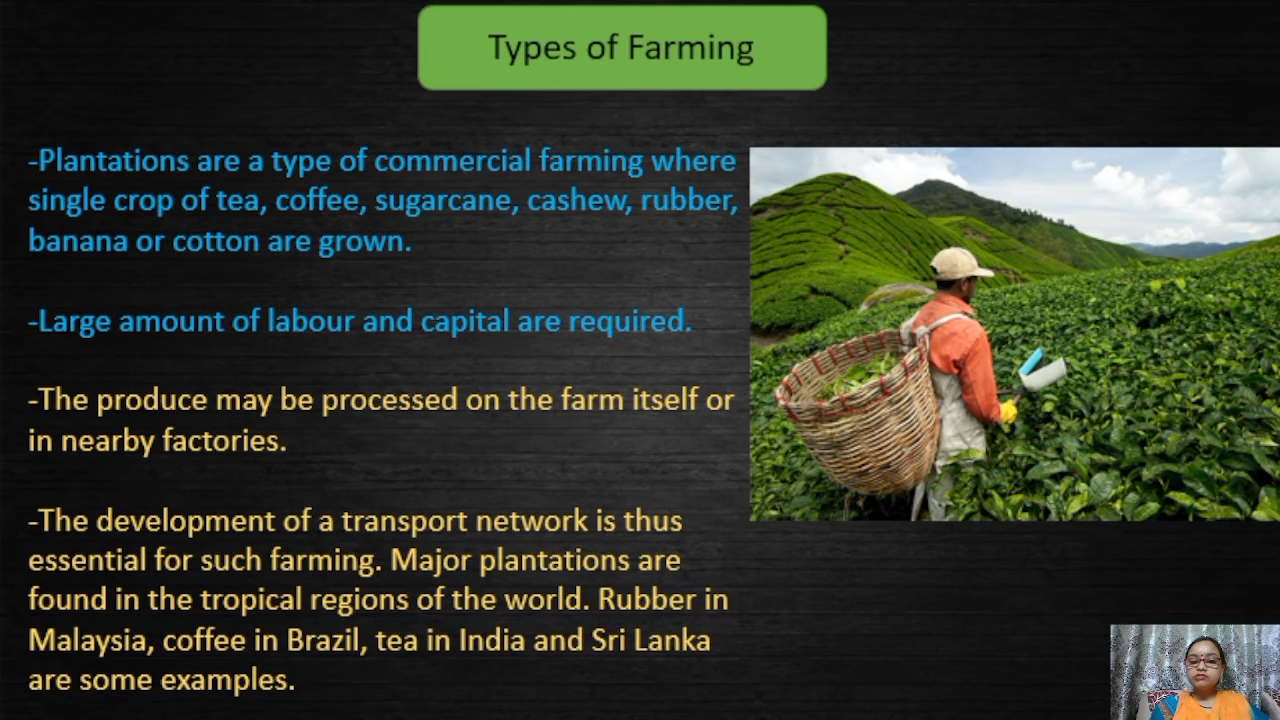 Types of Farming
-Plantations are a type of commercial farming where
single crop of tea, coffee, sugarcane, cashew, rubber,
banana or cotton are grown.
-Large amount of labour and capital are required.
-The produce may be processed on the farm itself or
in nearby factories.
-The development of a transport network is thus
essential for such farming. Major plantations are
found in the tropical regions of the world. Rubber in
Malaysia, coffee in Brazil, tea in India and Sri Lanka
are some examples.